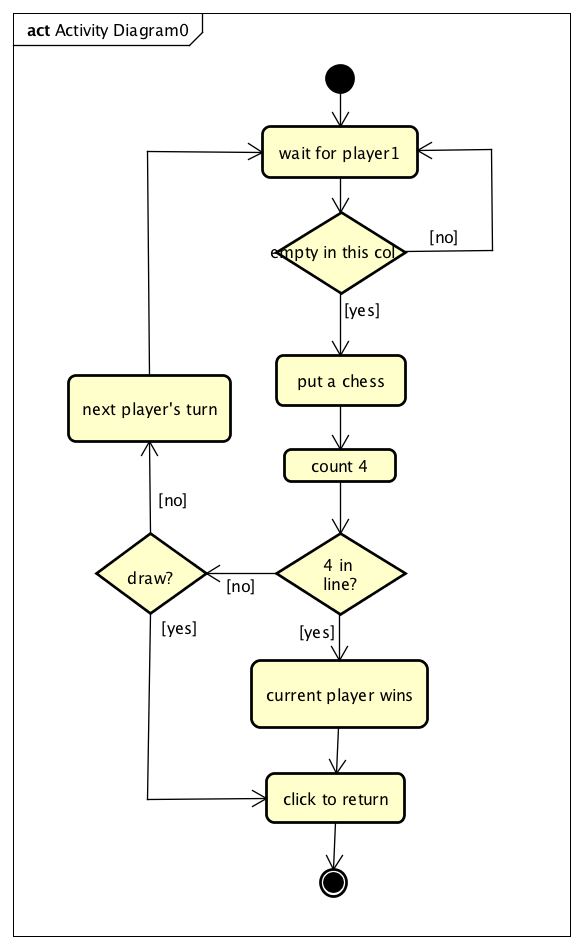 act Activity Diagram0
wait for player1
empty in this col
[no]
[yes]
put a chess
next player's turn
count 4
[no]
4 in
line?
draw?
[no]
[yes]
[yes]
current player wins
click to return